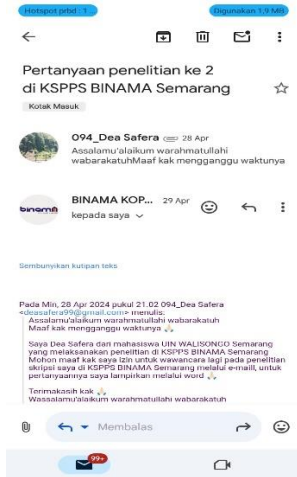 Hotspot prbd : 1 ...
Digunakan 1,9 MB
Pertanyaan penelitian ke 2
di KSPPS BINAMA Semarang
Kotak Masuk
094_Dea Safera 28 Apr
Assalamu'alaikum warahmatullahi
wabarakatuhMaaf kak mengganggu waktunya
binama
BINAMA KOP... 29 Apr
kepada saya
Sembunyikan kutipan teks
Pada Min, 28 Apr 2024 pukul 21.02 094_Dea Safera
<deasafera99@gmail.com> menulis:
Assalamu'alaikum warahmatullahi wabarakatuh
Maaf kak mengganggu waktunya 🙏
Saya Dea Safera dari mahasiswa UIN WALISONGO Semarang
yang melaksanakan penelitian di KSPPS BINAMA Semarang
Mohon maaf kak saya izin untuk wawancara lagi pada penelitian
skripsi saya di KSPPS BINAMA Semarang melalui e-maill, untuk
pertanyaannya saya lampirkan melalui word 🙏
Terimakasih kak 🙏
Wassalamu'alaikum warahmatullahi wabarakatuh
Membalas
99+